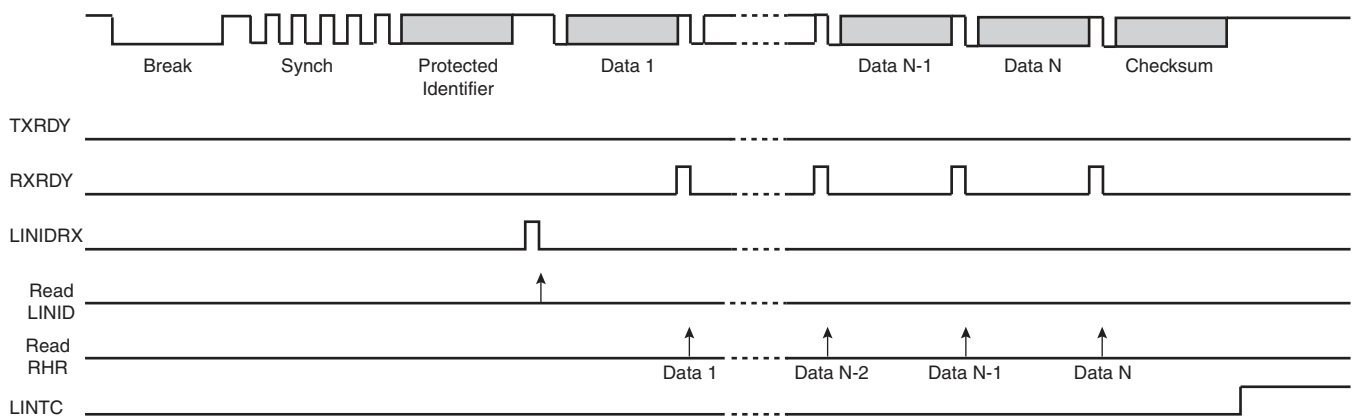 Break Synch Protected Data 1 Data N-1 Data N Checksum
Identifier
TXRDY
RXRDY
LINIDRX
Read
LINID
Read
RHR
Data 1 Data N-2 Data N-1 Data N
LINTC